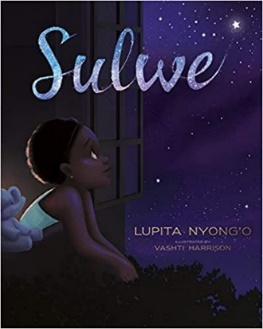 Sulwe
LUPITA NYONG'O
ILLUSTRATED BY
VASHTI HARRISON